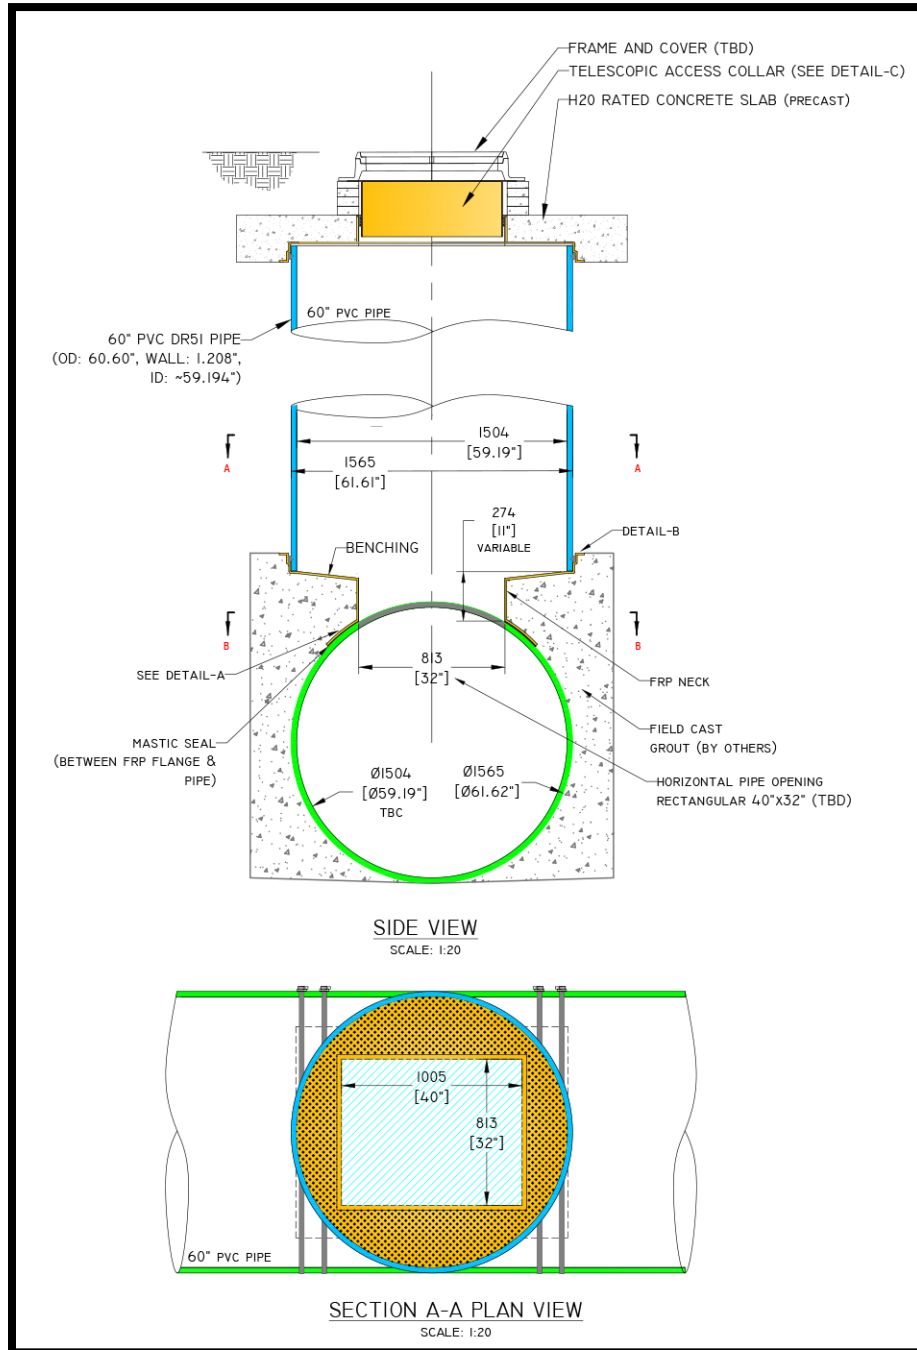 FRAME AND COVER (TBD)
TELESCOPIC ACCESS COLLAR (SEE DETAIL-C)
H20 RATED CONCRETE SLAB (PRECAST)
60" PVC PIPE
60" PVC DR51 PIPE
(OD: 60.60", WALL: 1.208",
ID: ~59.194")
1504
[59.19"]
A
A
1565
[61.61"]
274
[11"]
VARIABLE
DETAIL-B
BENCHING
B
B
813
[32"]
SEE DETAIL-A
FRP NECK
FIELD CAST
GROUT (BY OTHERS)
MASTIC SEAL
(BETWEEN FRP FLANGE &
PIPE)
Ø1504
[Ø59.19"]
TBC
Ø1565
[Ø61.62"]
HORIZONTAL PIPE OPENING
RECTANGULAR 40"X32" (TBD)
SIDE VIEW
SCALE: 1:20
1005
[40"]
813
[32"]
60" PVC PIPE
SECTION A-A PLAN VIEW
SCALE: 1:20